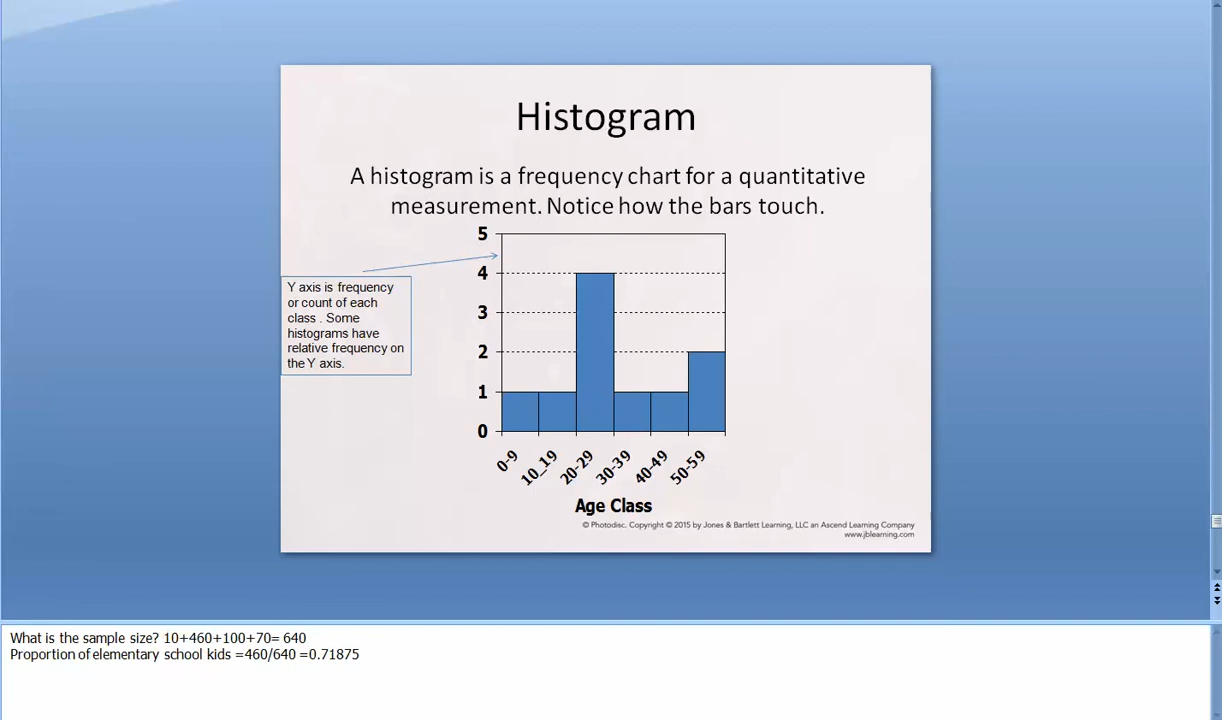 Histogram
A histogram is a frequency chart for a quantitative
measurement. Notice how the bars touch.
5
4
3
2
1
0
Y axis is frequency
or count of each
class . Some
histograms have
relative frequency on
the Y axis.
0-9
10_19
20-29
30-39
40-49
50-59
Age Class
© Photodisc. Copyright © 2015 by Jones & Bartlett Learning, LLC an Ascend Learning Company
www.jblearning.com
What is the sample size? 10+460+100+70= 640
Proportion of elementary school kids =460/640 =0.71875